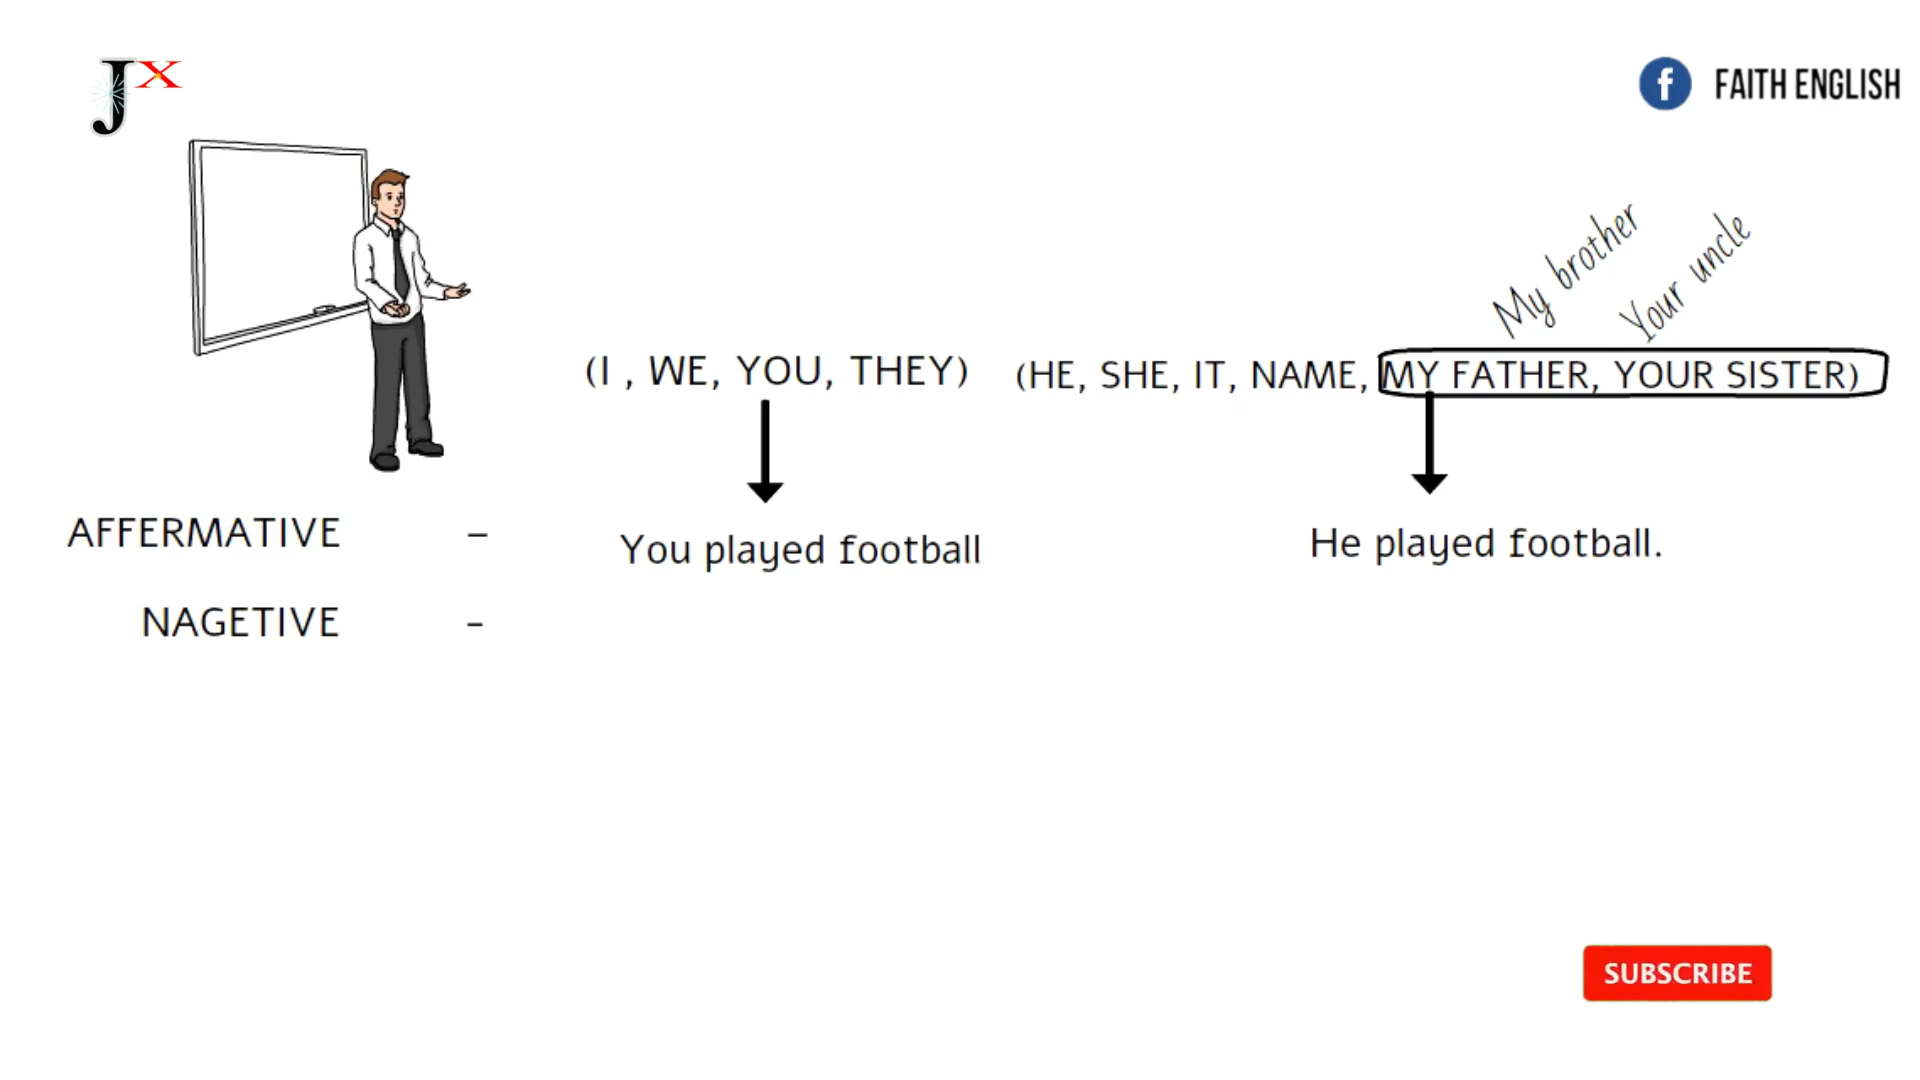 Jx
FAITH ENGLISH
My brother
Your uncle
(I , WE, YOU, THEY)
(HE, SHE, IT, NAME, MY FATHER, YOUR SISTER)
AFFERMATIVE -
You played football
He played football.
NAGETIVE -
SUBSCRIBE